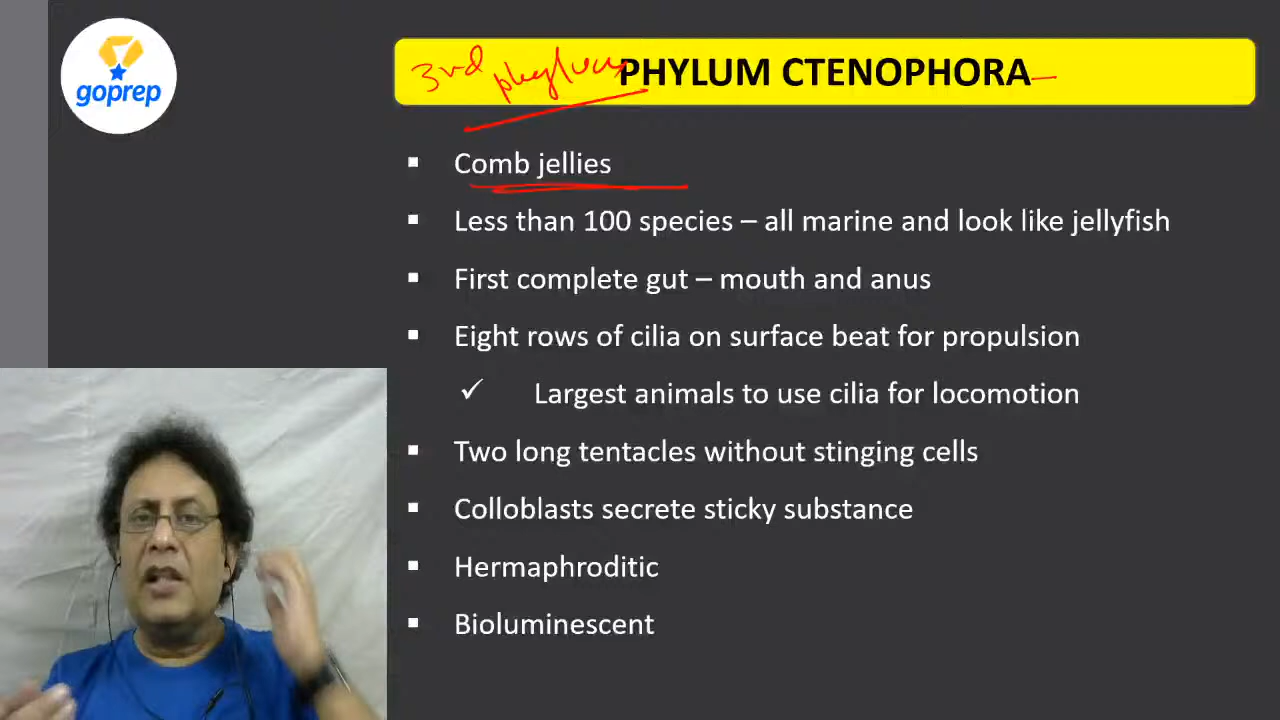 goprep
3rd phylum PHYLUM CTENOPHORA
Comb jellies
Less than 100 species – all marine and look like jellyfish
First complete gut – mouth and anus
Eight rows of cilia on surface beat for propulsion
✓ Largest animals to use cilia for locomotion
Two long tentacles without stinging cells
Colloblasts secrete sticky substance
Hermaphroditic
Bioluminescent